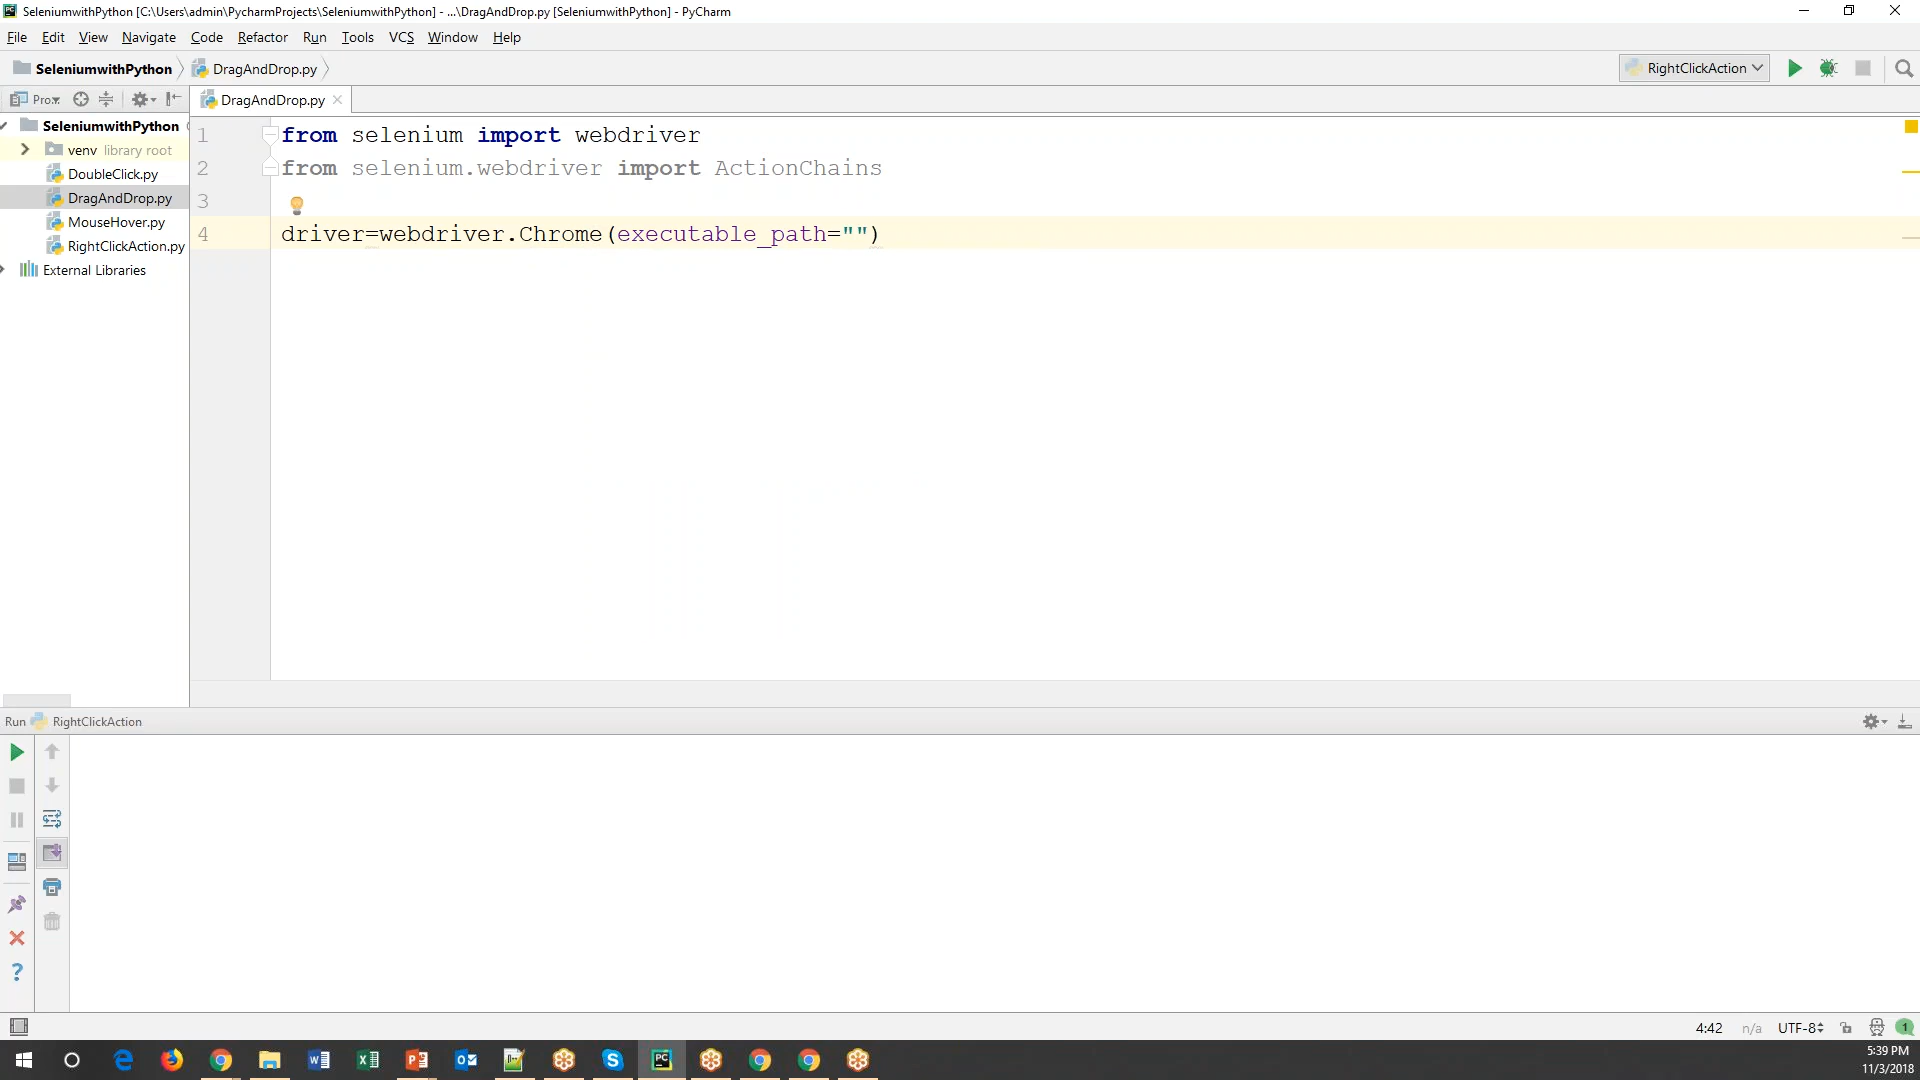 SeleniumwithPython [C:\Users\admin\PycharmProjects\SeleniumwithPython] - ...\DragAndDrop.py [SeleniumwithPython] - PyCharm
File Edit View Navigate Code Refactor Run Tools VCS Window Help
SeleniumwithPython DragAndDrop.py RightClickAction
Pro DragAndDrop.py
SeleniumwithPython
venv library root
DoubleClick.py
DragAndDrop.py
MouseHover.py
RightClickAction.py
External Libraries
1 from selenium import webdriver
2 from selenium.webdriver import ActionChains
3
4 driver=webdriver.Chrome(executable_path="")
Run RightClickAction
4:42 n/a UTF-8 1
5:39 PM
11/3/2018